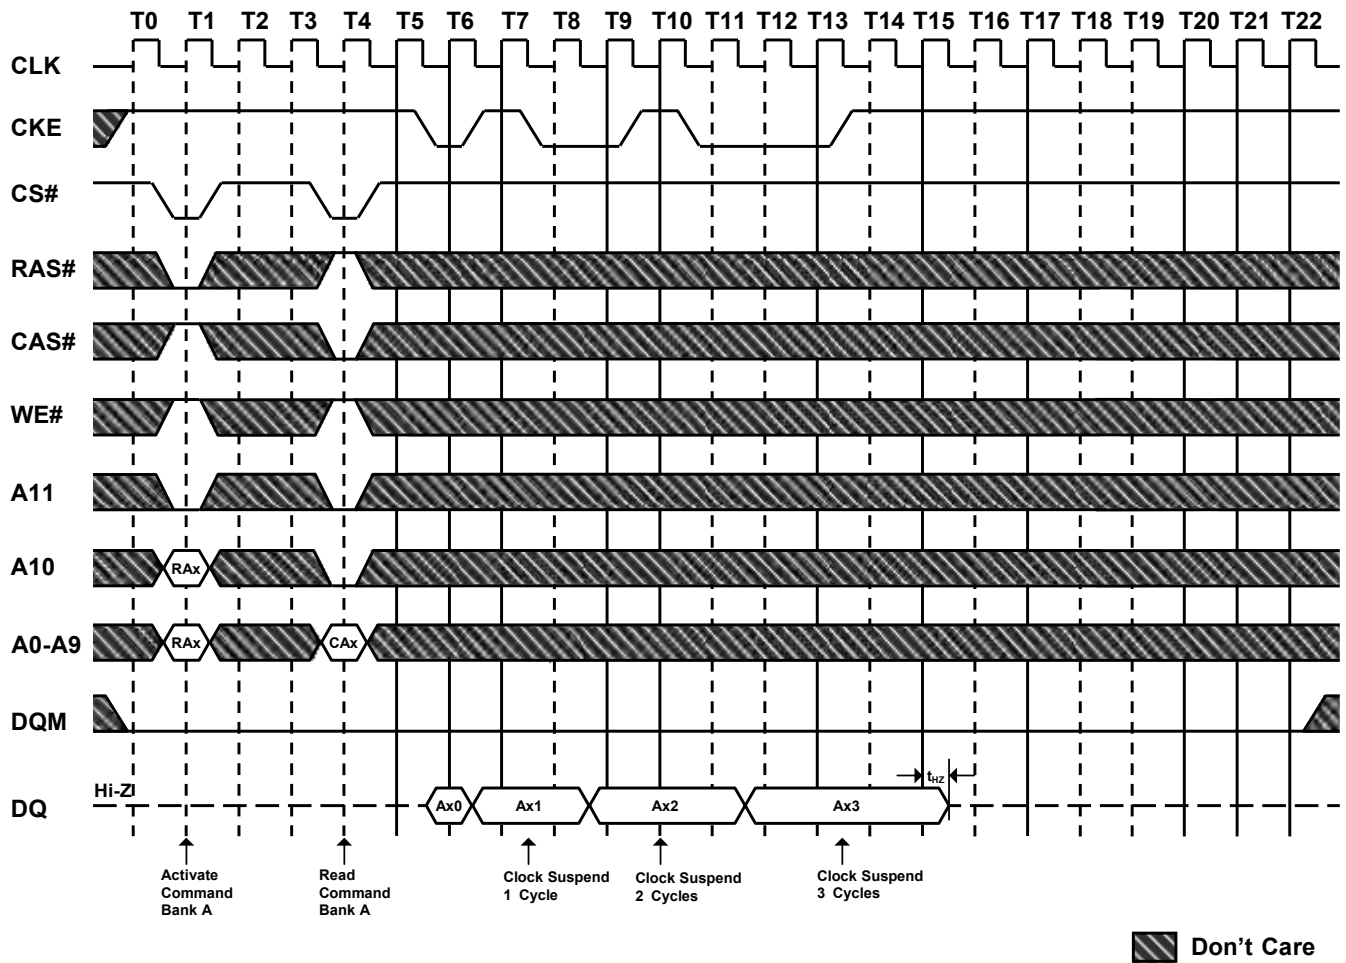 T0 T1 T2 T3 T4 T5 T6 T7 T8 T9 T10 T11 T12 T13 T14 T15 T16 T17 T18 T19 T20 T21 T22
CLK
CKE
CS#
RAS#
CAS#
WE#
A11
A10 RAx
A0-A9 RAx CAx
DQM
Hi-Z tHZ
DQ Ax0 Ax1 Ax2 Ax3
Activate
Command
Bank A
Read
Command
Bank A
Clock Suspend
1 Cycle
Clock Suspend
2 Cycles
Clock Suspend
3 Cycles
Don't Care